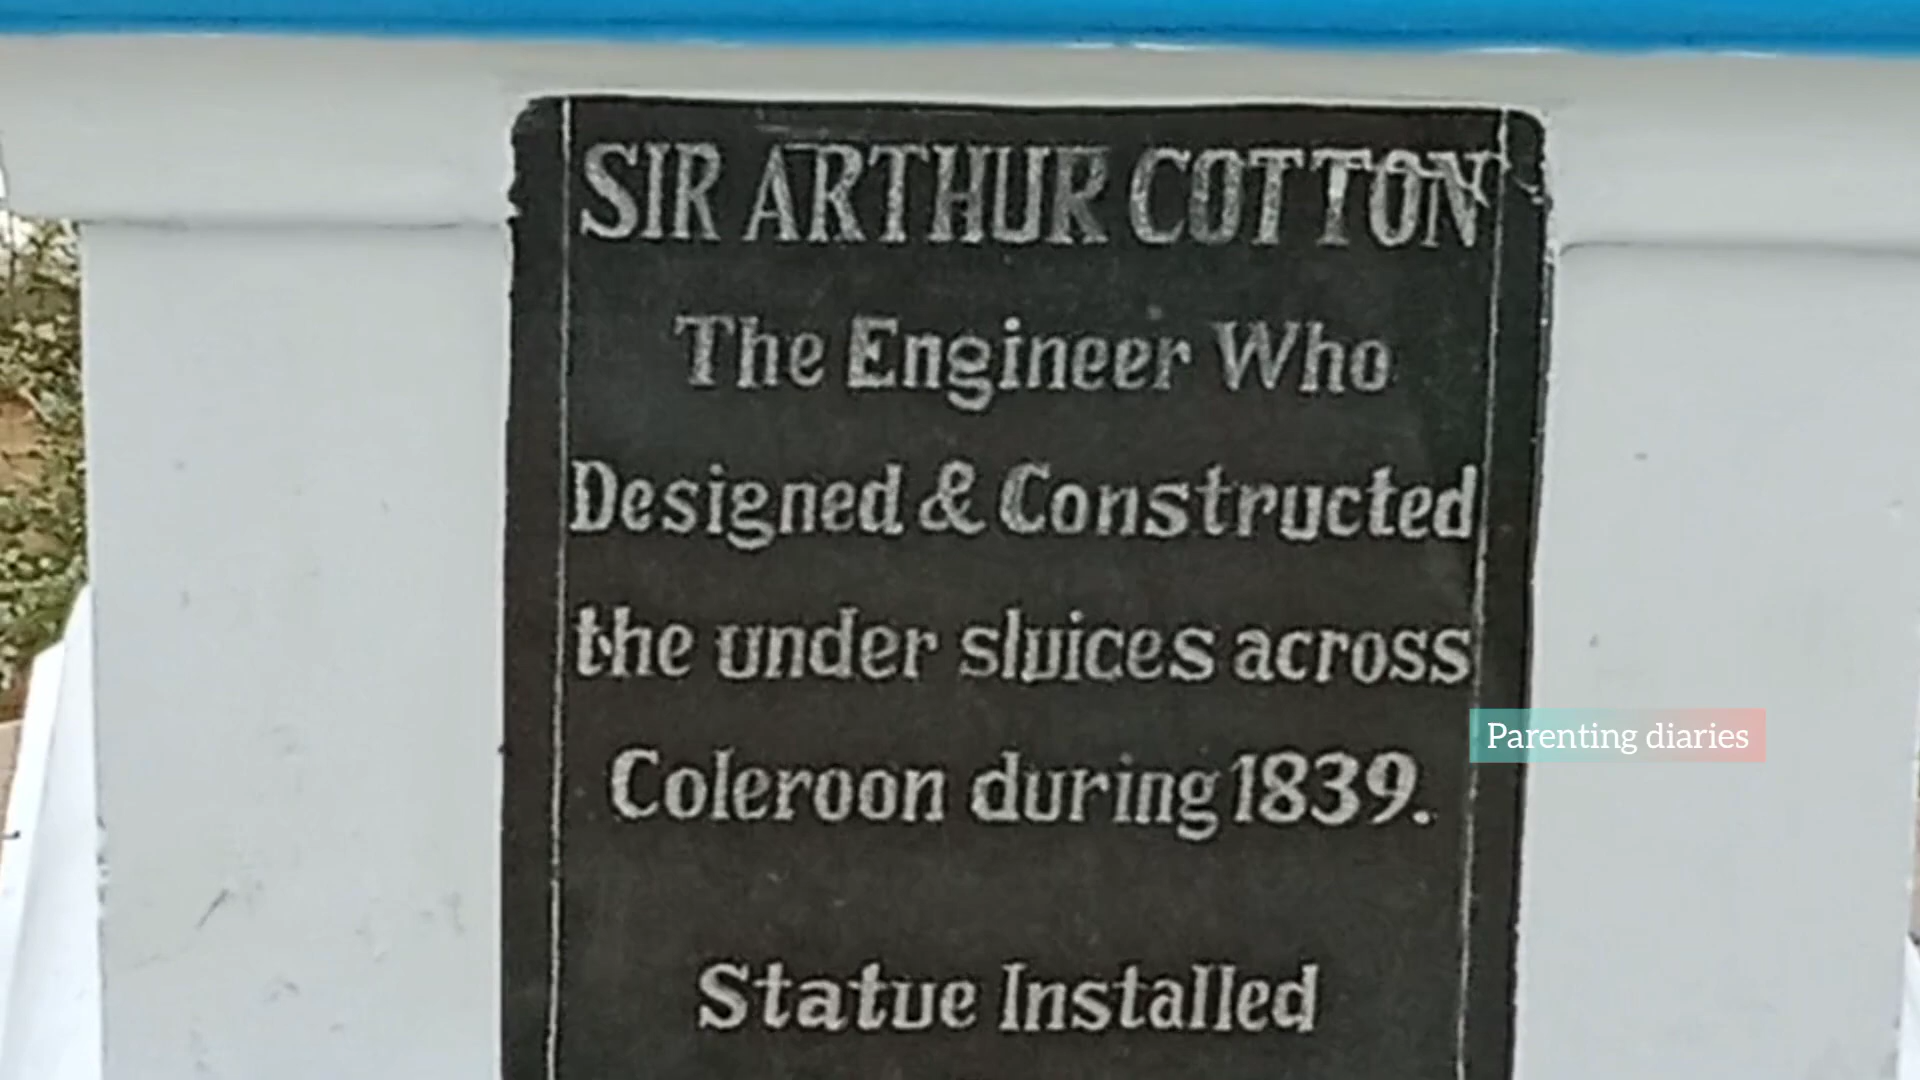 SIR ARTHUR COTTON
The Engineer Who
Designed & Constructed
the under sluices across
Coleroon during 1839.
Statue Installed
Parenting diaries